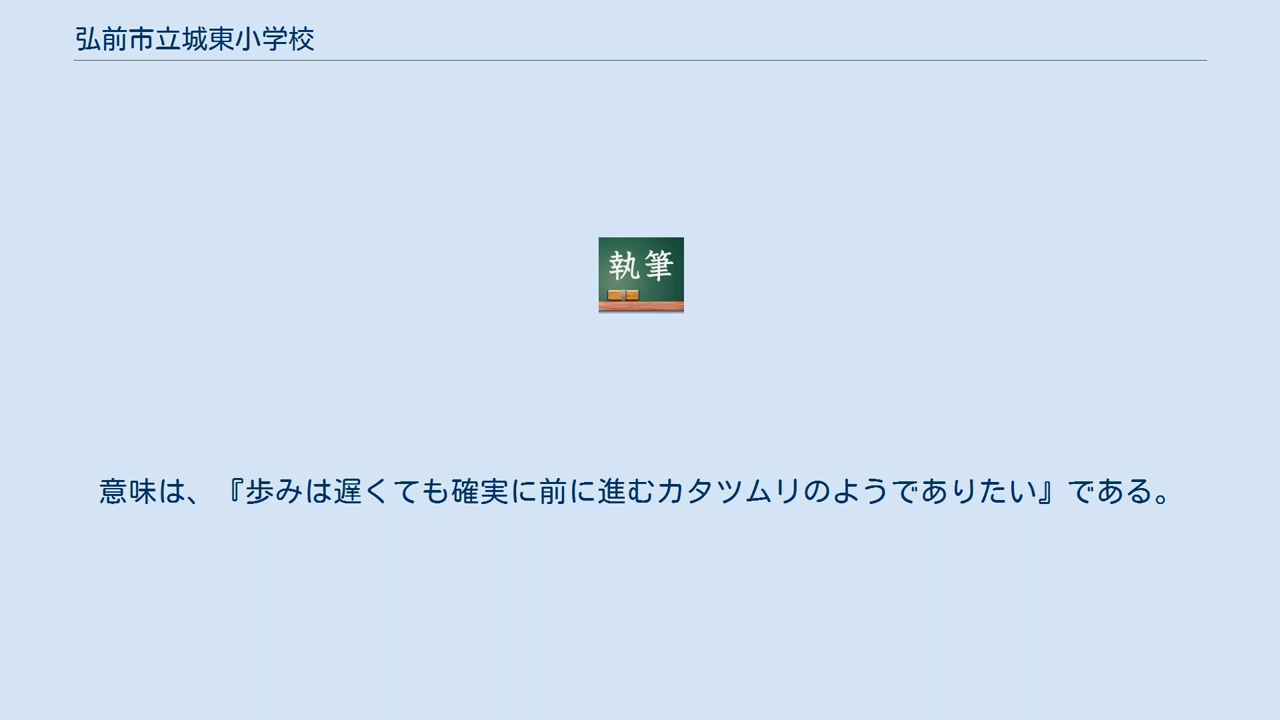 弘前市立城東小学校
執筆
意味は、『歩みは遅くても確実に前に進むカタツムリのようでありたい』である。